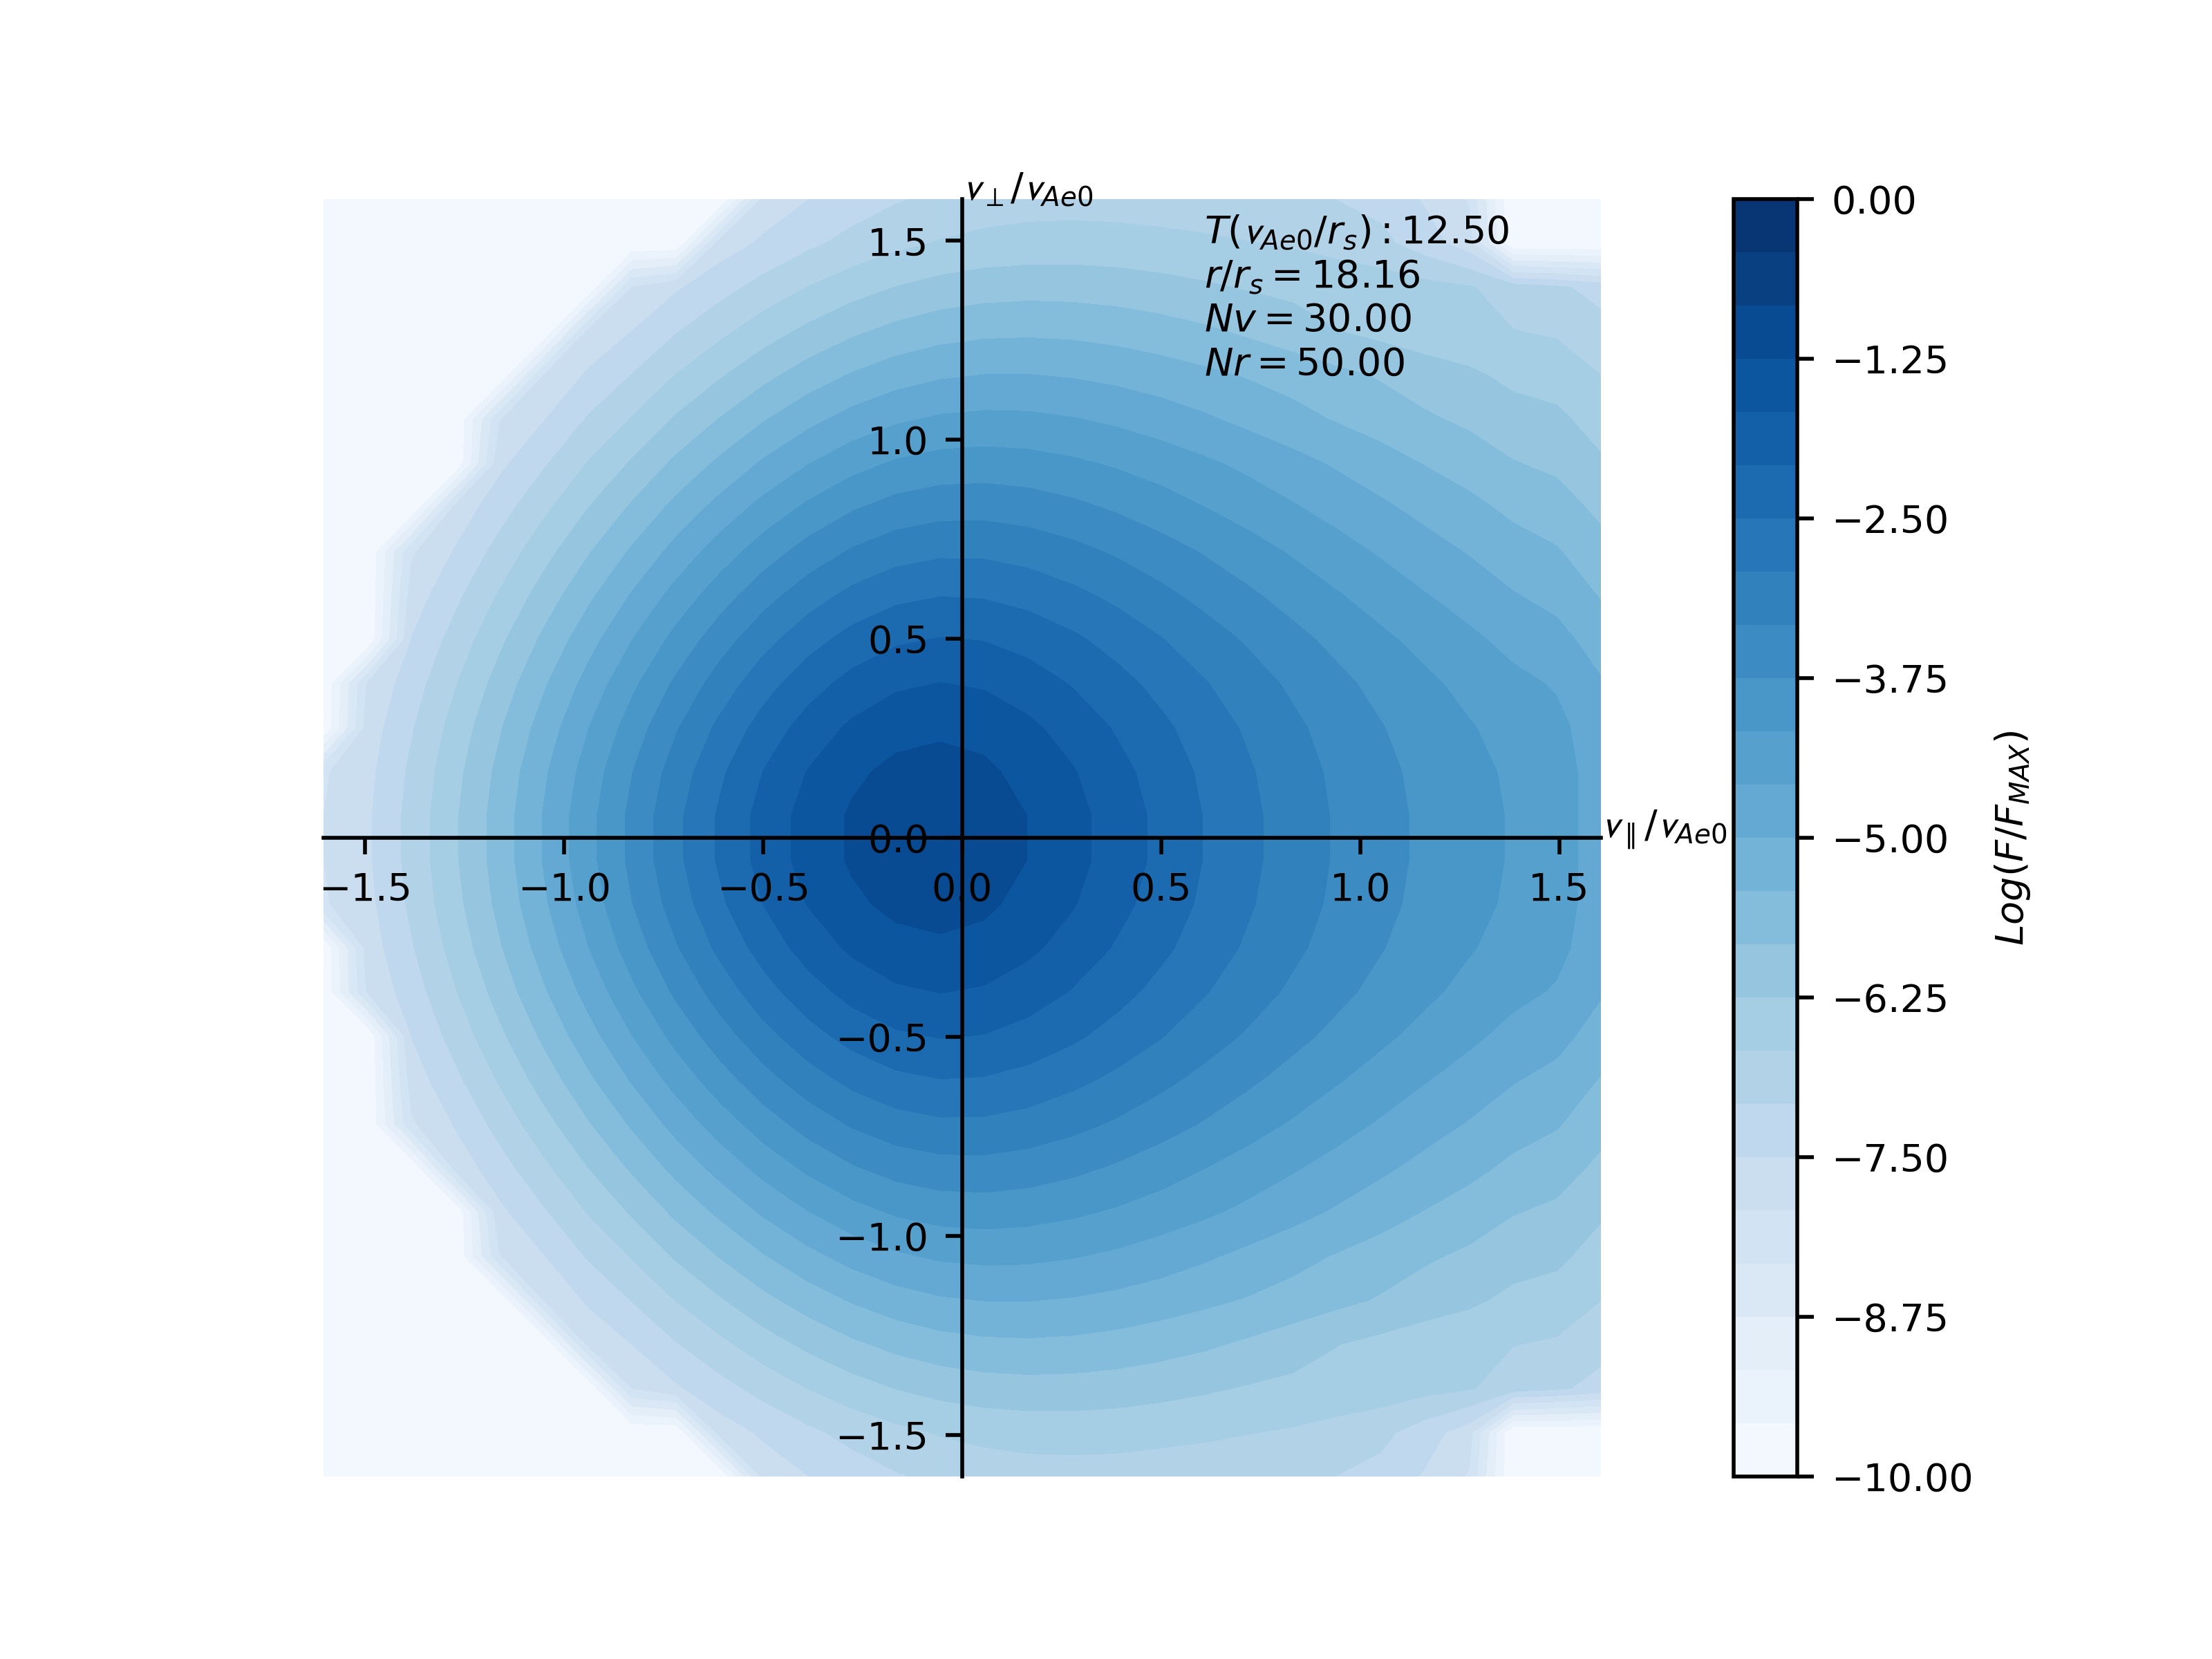 v⊥/vAe0
T(vAe0/rs) : 12.50
r/rs = 18.16
Nv = 30.00
Nr = 50.00
1.5
1.0
0.5
0.0
−0.5
−1.0
−1.5
−1.5 −1.0 −0.5 0.0 0.5 1.0 1.5
v∥/vAe0
0.00
−1.25
−2.50
−3.75
−5.00
−6.25
−7.50
−8.75
−10.00
Log(F/FMAX)